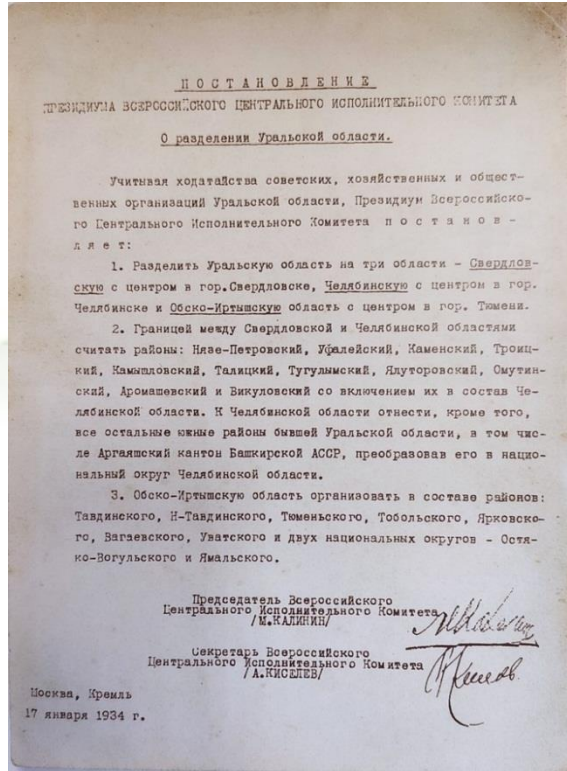 ПОСТАНОВЛЕНИЕ
ПРЕЗИДИУМА ВСЕРОССИЙСКОГО ЦЕНТРАЛЬНОГО ИСПОЛНИТЕЛЬНОГО КОМИТЕТА
О разделении Уральской области.
Учитывая ходатайства советских, хозяйственных и общест-
венных организаций Уральской области, Президиум Всероссийско-
го Центрального Исполнительного Комитета п о с т а н о в -
л я е т:
1. Разделить Уральскую область на три области - Свердлов-
скую с центром в гор.Свердловске, Челябинскую с центром в гор.
Челябинске и Обско-Иртышскую область с центром в гор. Тюмени.
2. Границей между Свердловской и Челябинской областями
считать районы: Нязе-Петровский, Уфалейский, Каменский, Троиц-
кий, Камышловский, Талицкий, Тугулымский, Ялуторовский, Омутин-
ский, Аромашевский и Викуловский со включением их в состав Че-
лябинской области. К Челябинской области отнести, кроме того,
все остальные южные районы бывшей Уральской области, в том чис-
ле Аргаяшский кантон Башкирской АССР, преобразовав его в нацио-
нальный округ Челябинской области.
3. Обско-Иртышскую область организовать в составе районов:
Тавдинского, Н-Тавдинского, Тюменьского, Тобольского, Ярковско-
го, Вагаевского, Уватского и двух национальных округов - Остя-
ко-Вогульского и Ямальского.
Председатель Всероссийского
Центрального Исполнительного Комитета
/М.КАЛИНИН/
Секретарь Всероссийского
Центрального Исполнительного Комитета
/А.КИСЕЛЕВ/
Москва, Кремль
17 января 1934 г.